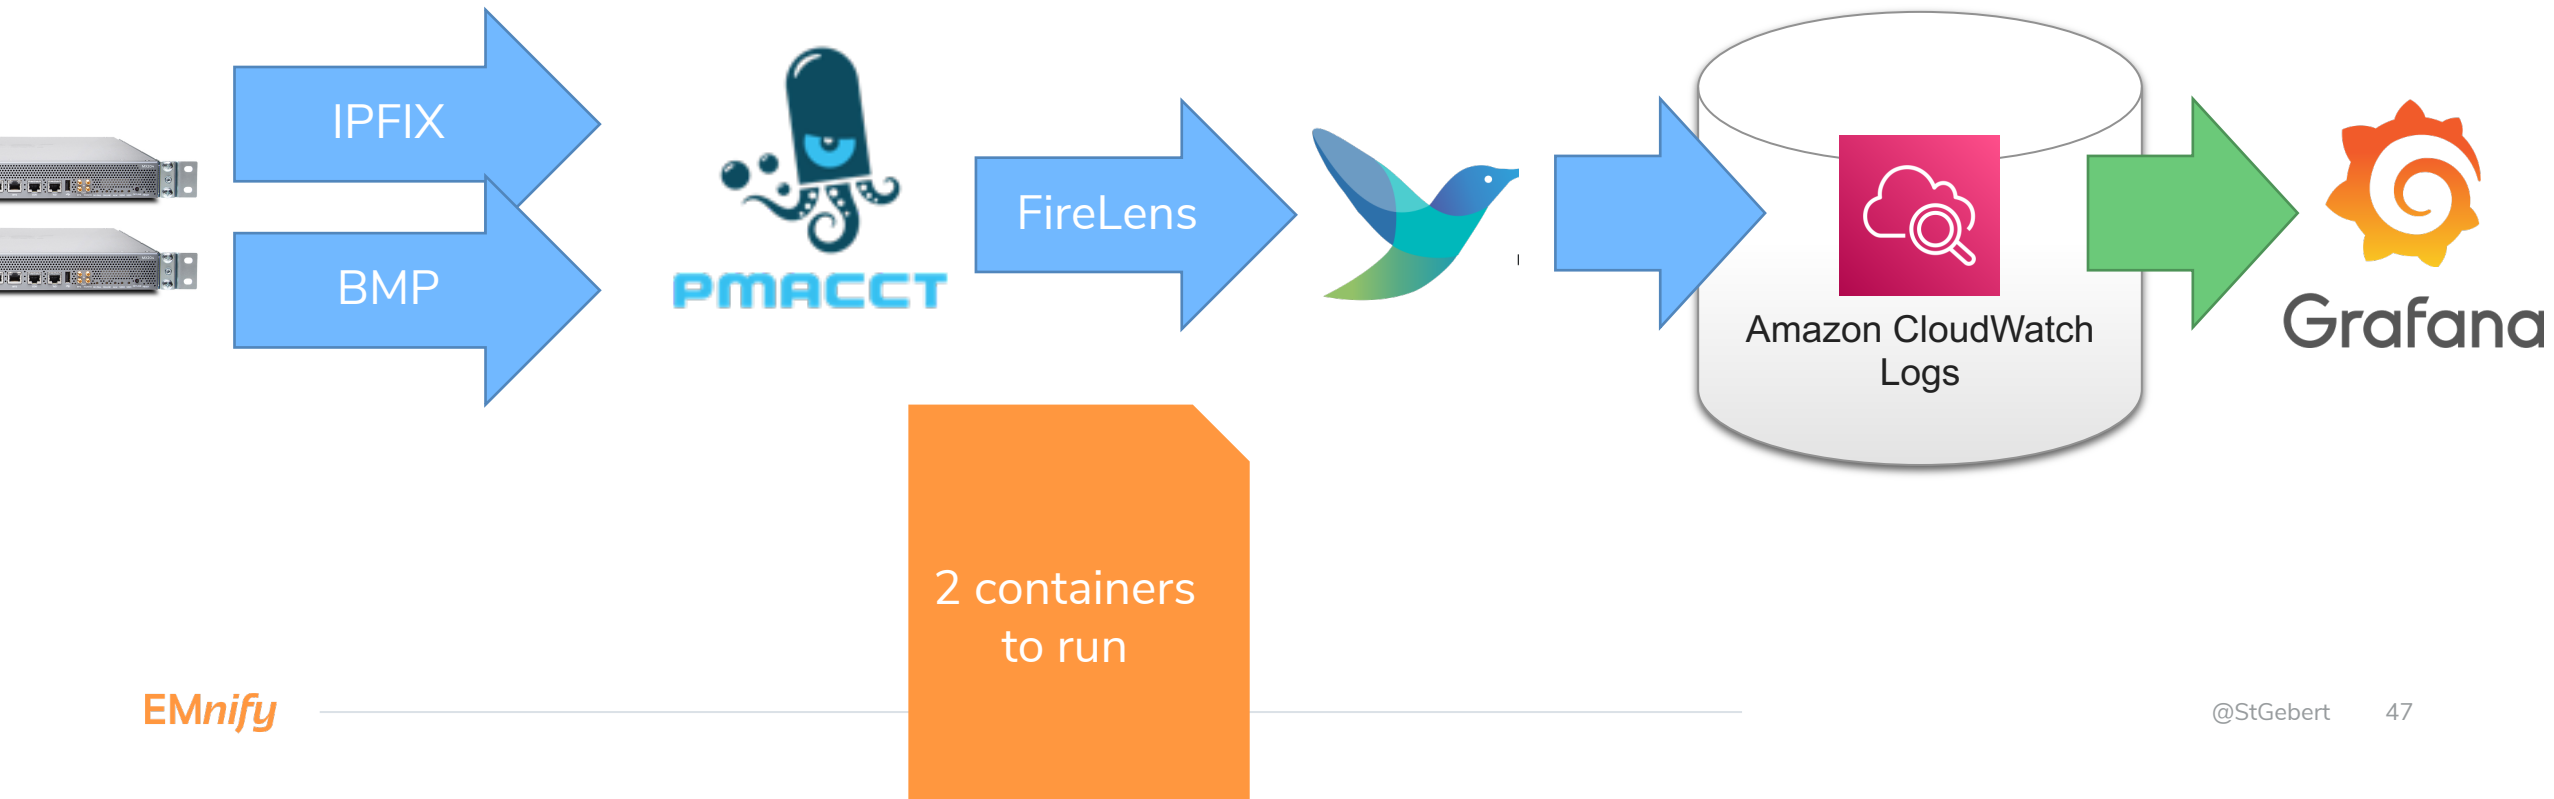 IPFIX
BMP
PMACCT
FireLens
Amazon CloudWatch
Logs
Grafana
2 containers
to run
EMnify
@StGebert
47